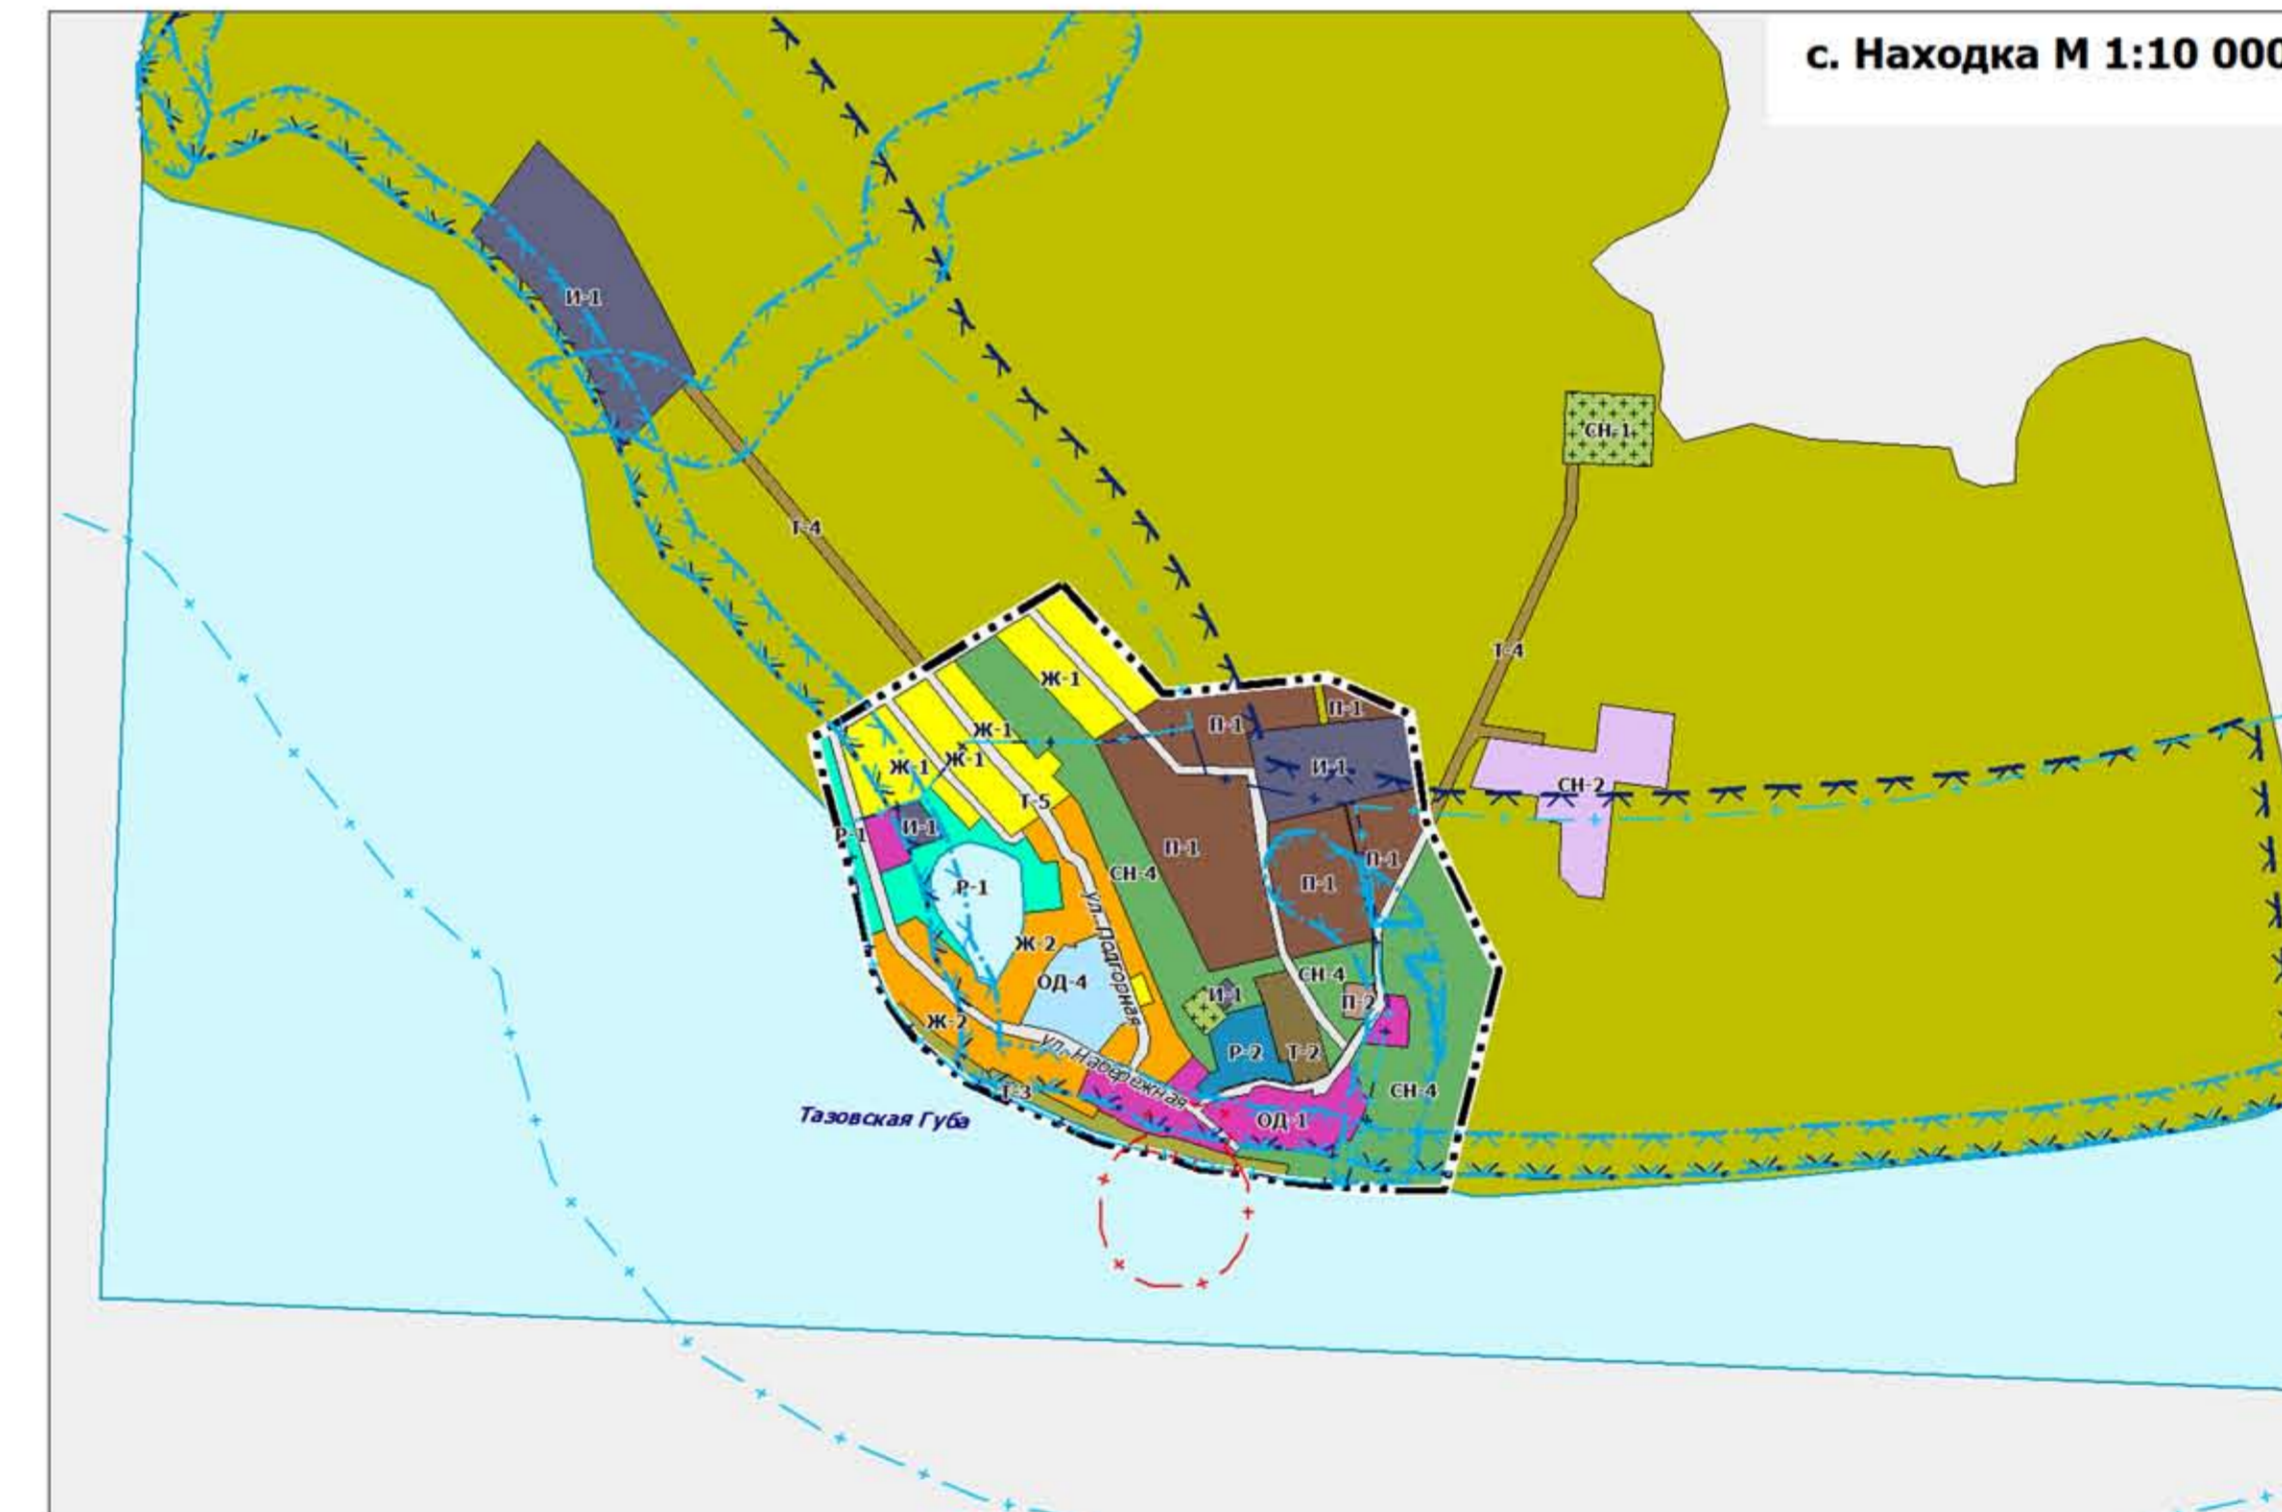 с. Находка М 1:10 000
И-1
СН-1
Т-4
Т-4
Ж-1
П-1
П-1
Ж-1
Ж-1
Ж-1
И-1
СН-2
Т-5
Р-1
И-1
П-1
П-1
П-1
СН-4
Р-1
ул. Подгорная
Ж-2
ОД-4
СН-4
И-1
П-2
Ж-2
ул. Набережная
Р-2
Т-2
Т-3
СН-4
Тазовская Губа
ОД-1